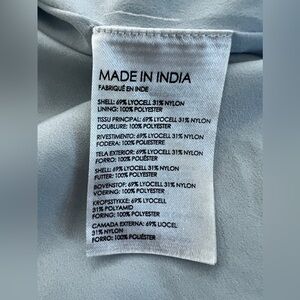 MADE IN INDIA
FABRIQUÉ EN INDE
SHELL: 69% LYOCELL 31% NYLON
LINING: 100% POLYESTER
TISSU PRINCIPAL: 69% LYOCELL 31% NYLON
DOUBLURE: 100% POLYESTER
RIVESTIMENTO: 69% LYOCELL 31% NYLON
FODERA: 100% POLIESTERE
TELA EXTERIOR: 69% LYOCELL 31% NYLON
FORRO: 100% POLYESTER
SHELL: 69% LYOCELL 31% NYLON
FUTTER: 100% POLYESTER
BOVENSTOF: 69% LYOCELL 31% NYLON
VOERING: 100% POLYESTER
KROPSSTYKKE: 69% LYOCELL
31% POLYAMID
FORING: 100% POLYESTER
CAMADA EXTERNA: 69% LIOCEL
31% NYLON
FORRO: 100% POLIÉSTER